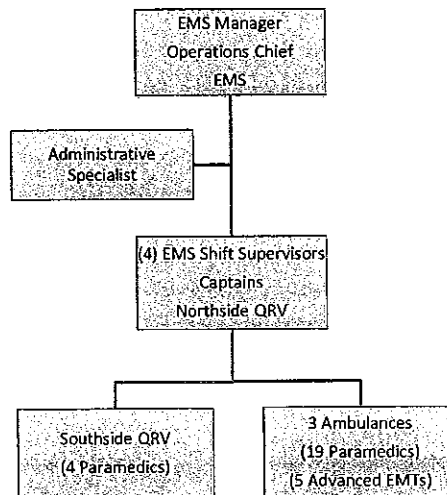 EMS Manager
Operations Chief
EMS
Administrative
Specialist
(4) EMS Shift Supervisors
Captains
Northside QRV
Southside QRV
(4 Paramedics)
3 Ambulances
(19 Paramedics)
(5 Advanced EMTs)